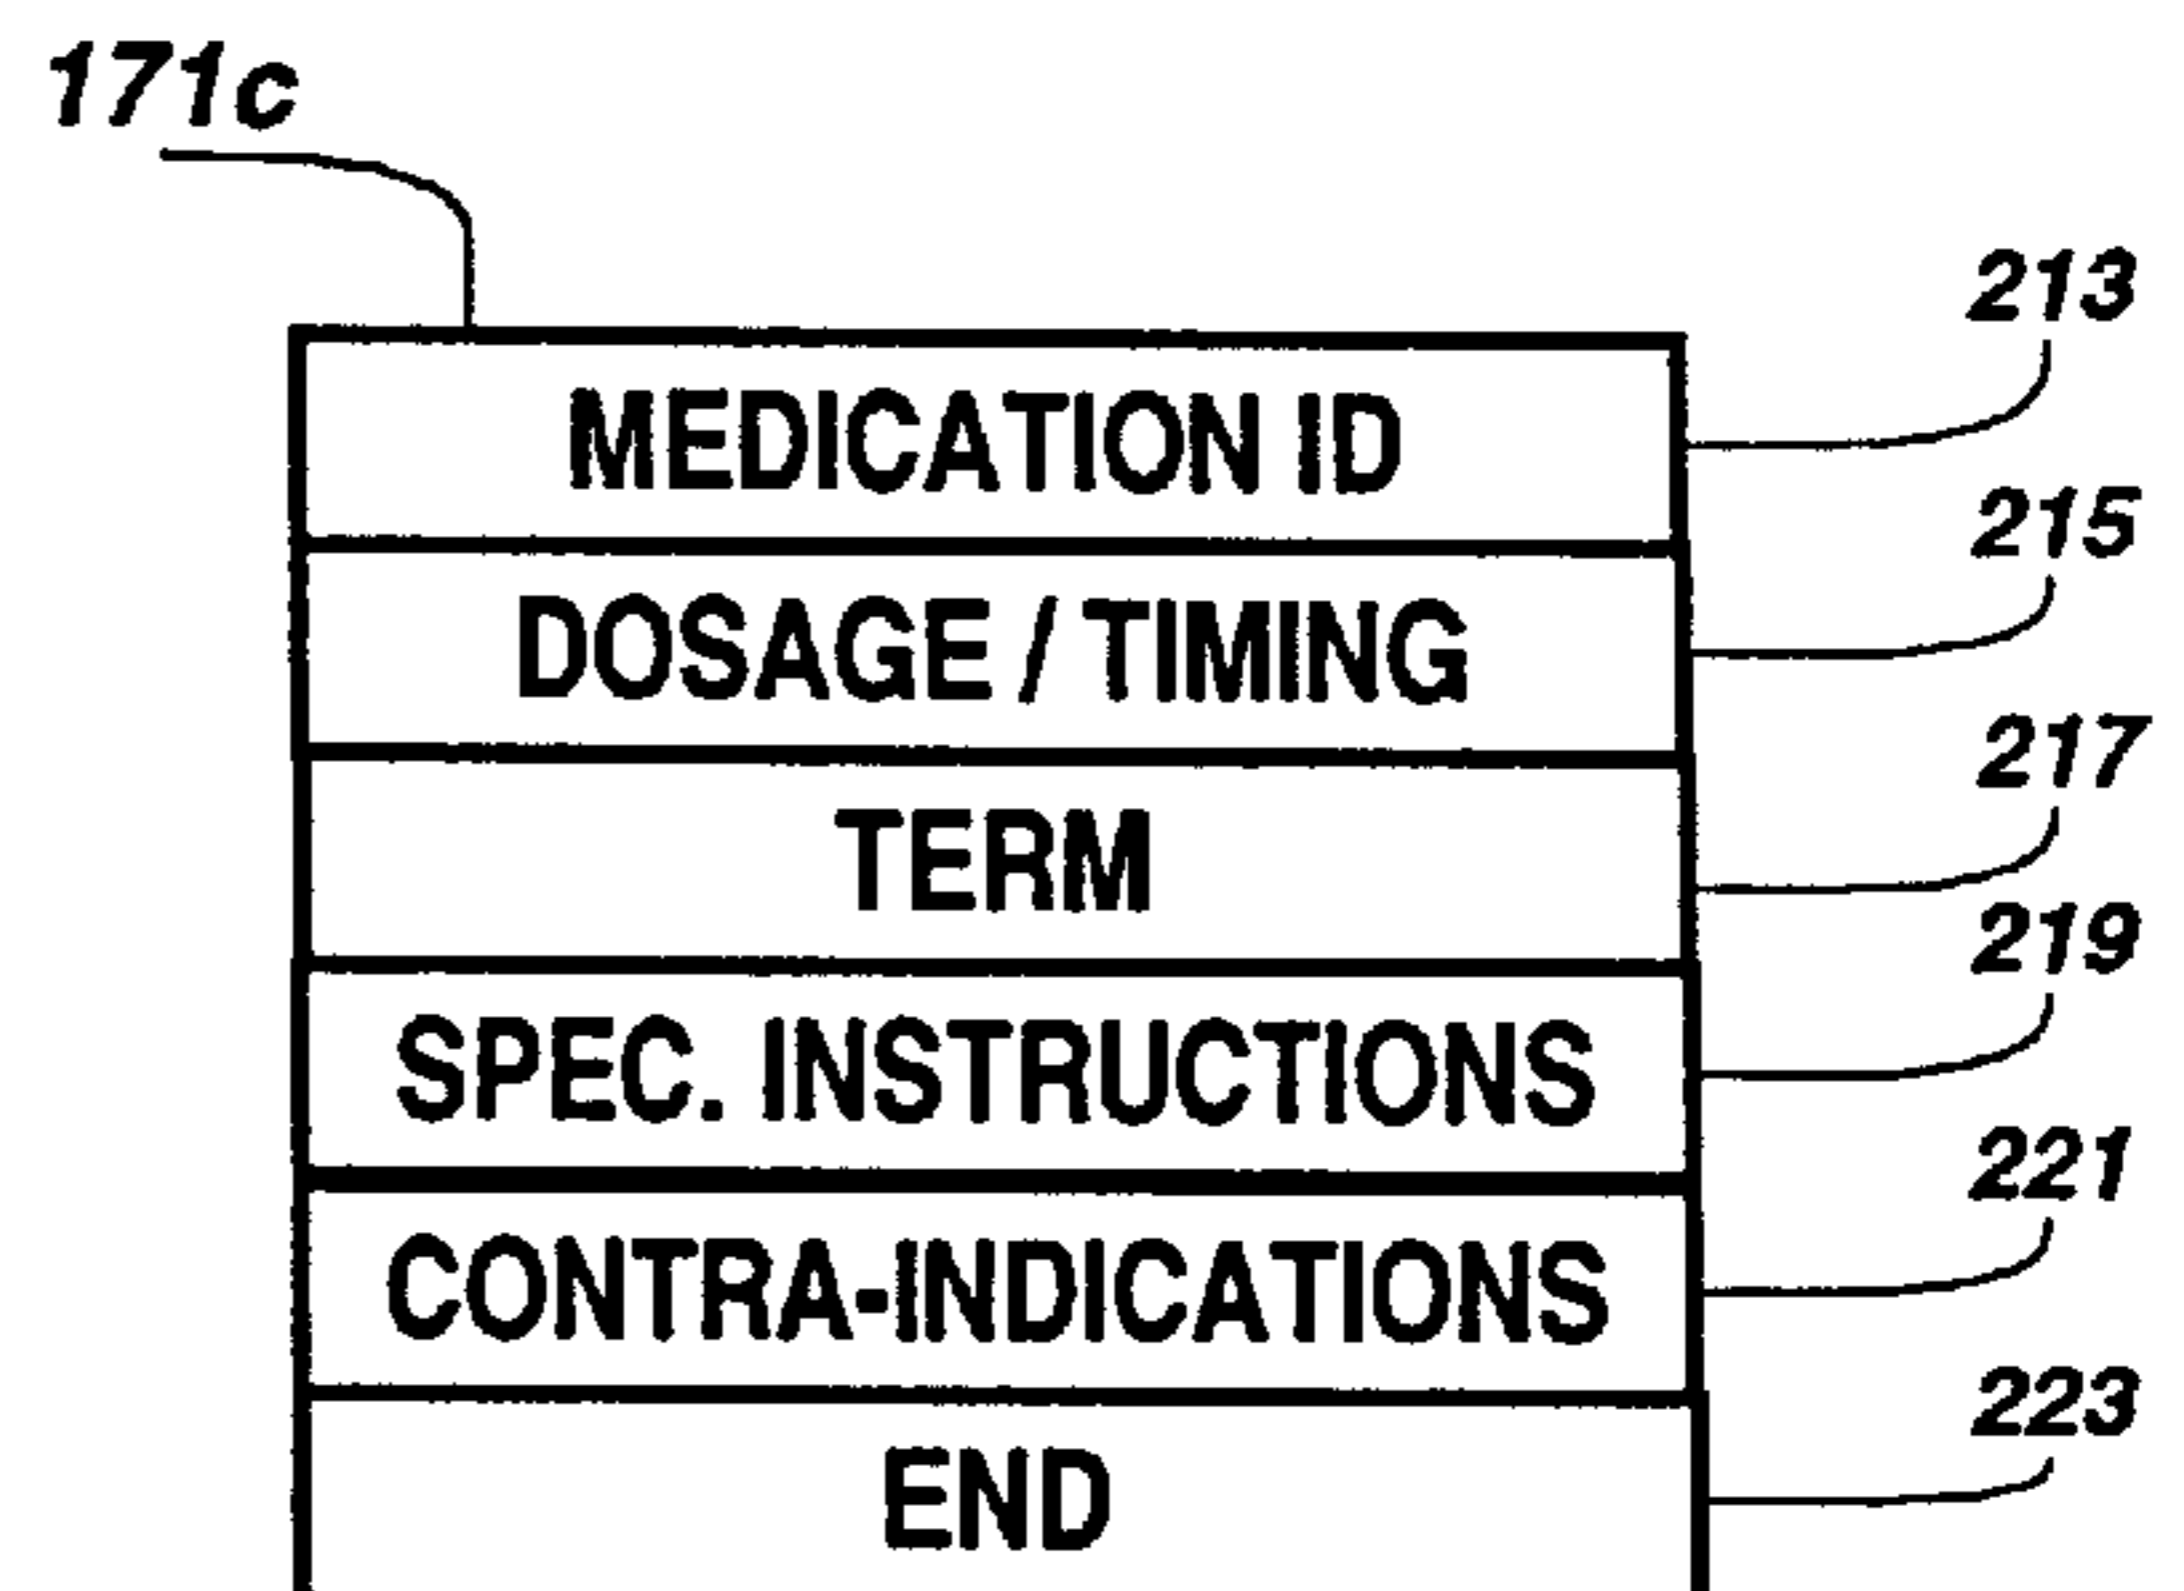 171c
213
MEDICATION ID
215
DOSAGE / TIMING
217
TERM
219
SPEC. INSTRUCTIONS
221
CONTRA-INDICATIONS
223
END